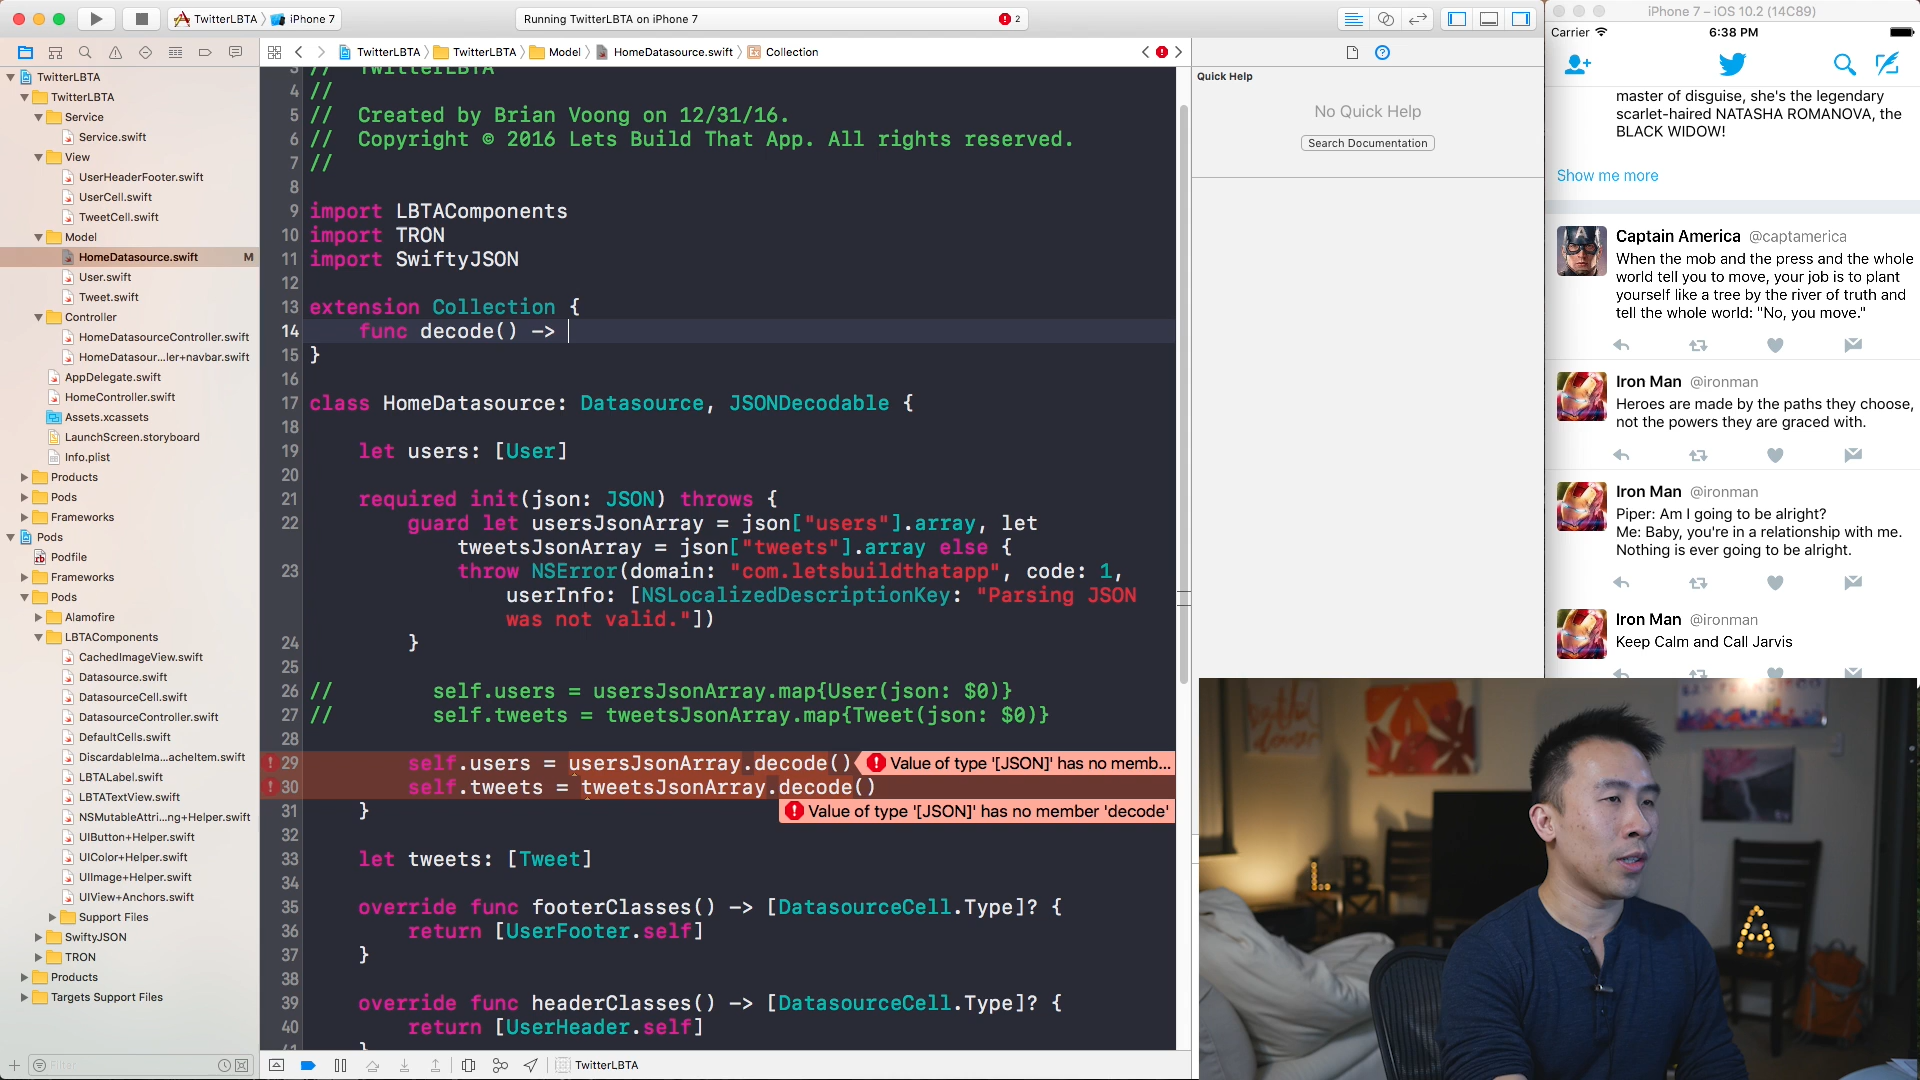 TwitterLBTA
iPhone 7
Running TwitterLBTA on iPhone 7
2
iPhone 7 – iOS 10.2 (14C89)
Carrier
6:38 PM
TwitterLBTA
TwitterLBTA
Model
HomeDatasource.swift
Collection
TwitterLBTA
TwitterLBTA
Service
Service.swift
View
UserHeaderFooter.swift
UserCell.swift
TweetCell.swift
Model
HomeDatasource.swift M
User.swift
Tweet.swift
Controller
HomeDatasourceController.swift
HomeDatasour...ler+navbar.swift
AppDelegate.swift
HomeController.swift
Assets.xcassets
LaunchScreen.storyboard
Info.plist
Products
Pods
Frameworks
Pods
Podfile
Frameworks
Pods
Alamofire
LBTAComponents
CachedImageView.swift
Datasource.swift
DatasourceCell.swift
DatasourceController.swift
DefaultCells.swift
DiscardableIma...acheItem.swift
LBTALabel.swift
LBTATextView.swift
NSMutableAttri...ng+Helper.swift
UIButton+Helper.swift
UIColor+Helper.swift
UIImage+Helper.swift
UIView+Anchors.swift
Support Files
SwiftyJSON
TRON
Products
Targets Support Files
Filter
3 // TwitterLBTA
4 //
5 // Created by Brian Voong on 12/31/16.
6 // Copyright © 2016 Lets Build That App. All rights reserved.
7 //
8
9 import LBTAComponents
10 import TRON
11 import SwiftyJSON
12
13 extension Collection {
14 func decode() ->
15 }
16
17 class HomeDatasource: Datasource, JSONDecodable {
18
19 let users: [User]
20
21 required init(json: JSON) throws {
22 guard let usersJsonArray = json["users"].array, let
tweetsJsonArray = json["tweets"].array else {
23 throw NSError(domain: "com.letsbuildthatapp", code: 1,
userInfo: [NSLocalizedDescriptionKey: "Parsing JSON
was not valid."])
24 }
25
26 // self.users = usersJsonArray.map{User(json: $0)}
27 // self.tweets = tweetsJsonArray.map{Tweet(json: $0)}
28
29 self.users = usersJsonArray.decode() Value of type '[JSON]' has no memb...
30 self.tweets = tweetsJsonArray.decode()
31 } Value of type '[JSON]' has no member 'decode'
32
33 let tweets: [Tweet]
34
35 override func footerClasses() -> [DatasourceCell.Type]? {
36 return [UserFooter.self]
37 }
38
39 override func headerClasses() -> [DatasourceCell.Type]? {
40 return [UserHeader.self]
TwitterLBTA
Quick Help
No Quick Help
Search Documentation
master of disguise, she's the legendary
scarlet-haired NATASHA ROMANOVA, the
BLACK WIDOW!
Show me more
Captain America @captamerica
When the mob and the press and the whole
world tell you to move, your job is to plant
yourself like a tree by the river of truth and
tell the whole world: "No, you move."
Iron Man @ironman
Heroes are made by the paths they choose,
not the powers they are graced with.
Iron Man @ironman
Piper: Am I going to be alright?
Me: Baby, you're in a relationship with me.
Nothing is ever going to be alright.
Iron Man @ironman
Keep Calm and Call Jarvis
L B
A